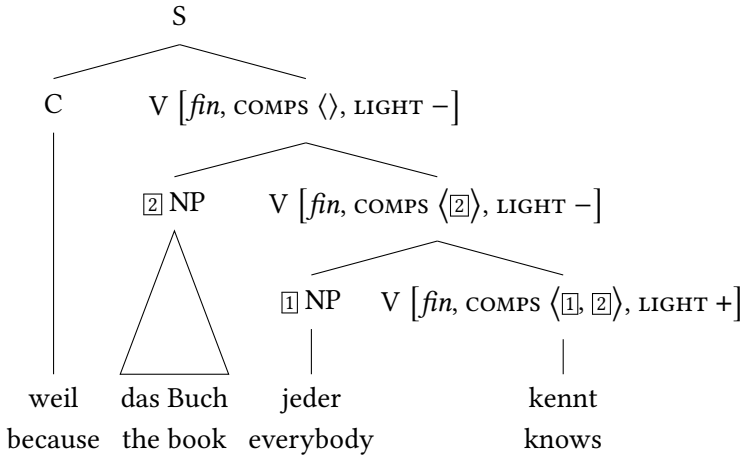 S
C V [fin, COMPS ⟨⟩, LIGHT −]
2 NP V [fin, COMPS ⟨2⟩, LIGHT −]
1 NP V [fin, COMPS ⟨1, 2⟩, LIGHT +]
weil das Buch jeder kennt
because the book everybody knows